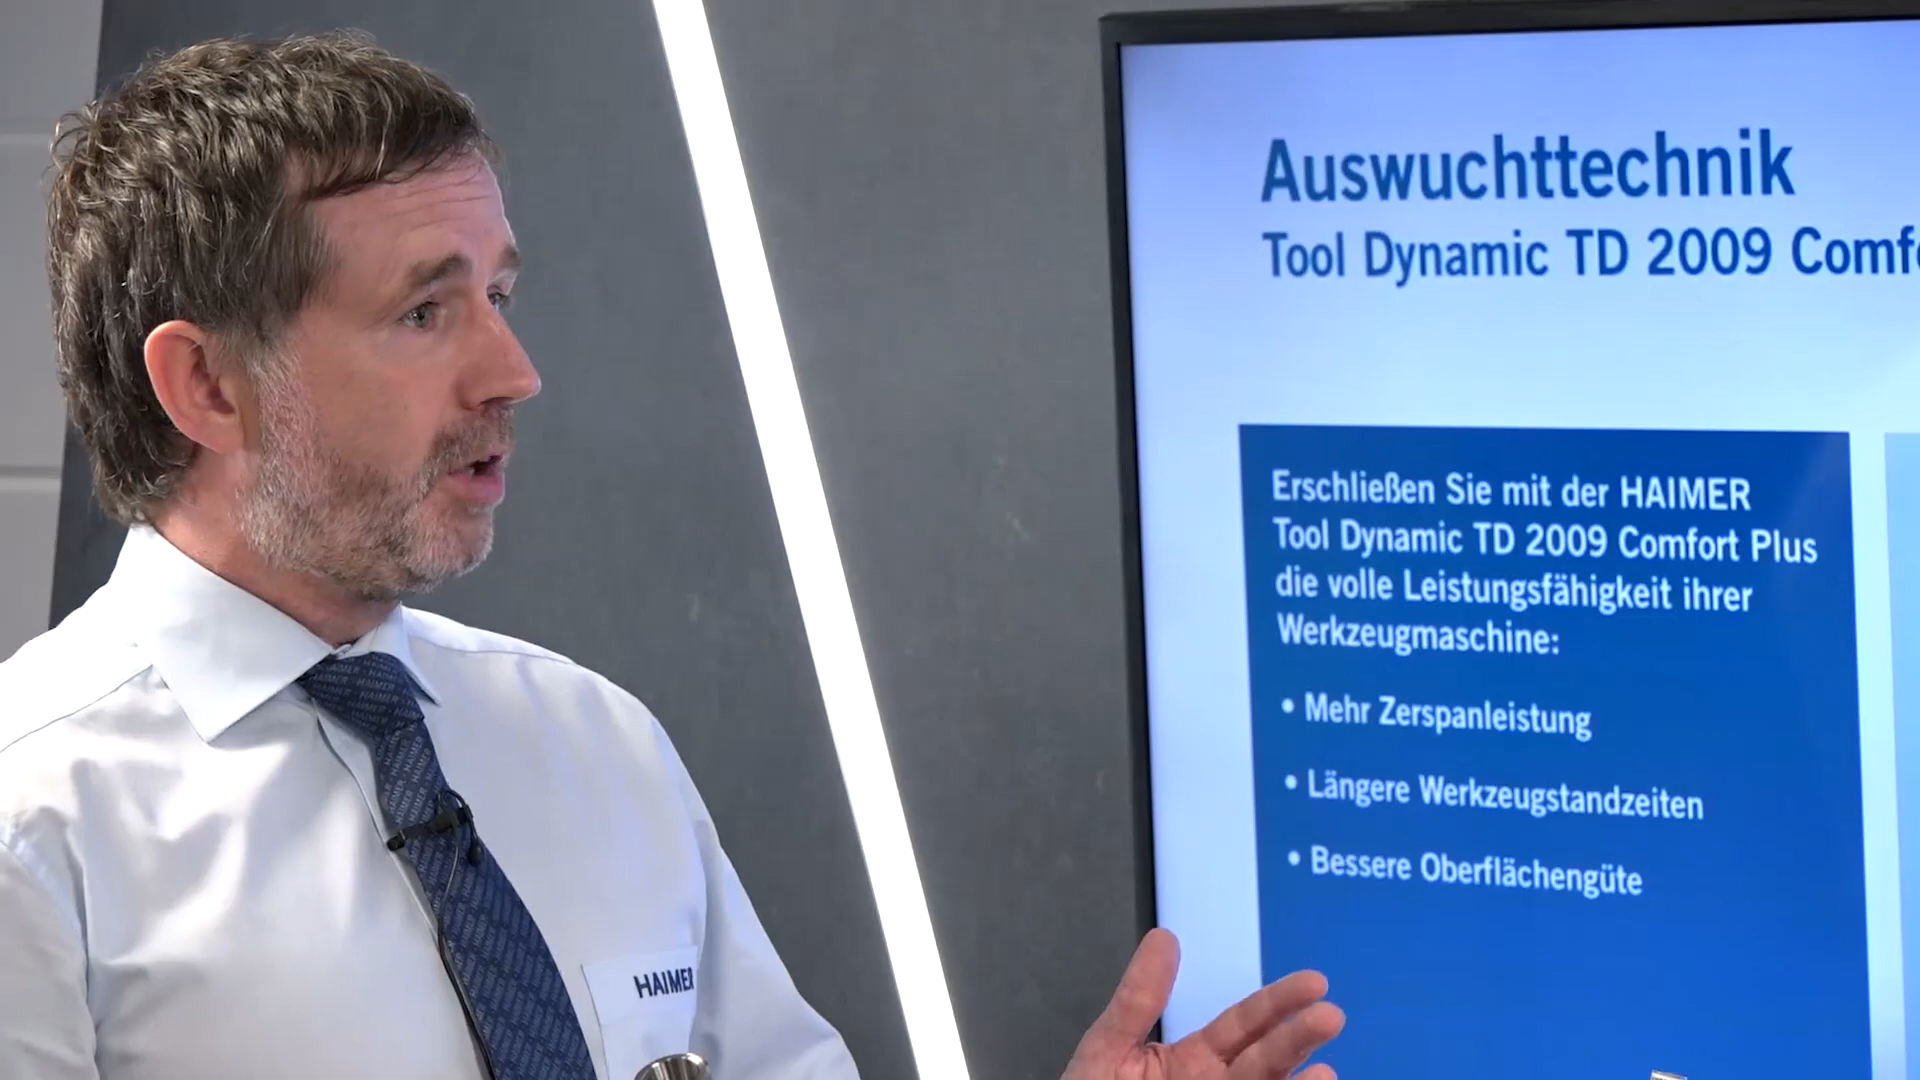 Auswuchttechnik
Tool Dynamic TD 2009 Comf
Erschließen Sie mit der HAIMER
Tool Dynamic TD 2009 Comfort Plus
die volle Leistungsfähigkeit ihrer
Werkzeugmaschine:
• Mehr Zerspanleistung
• Längere Werkzeugstandzeiten
• Bessere Oberflächengüte
HAIMER